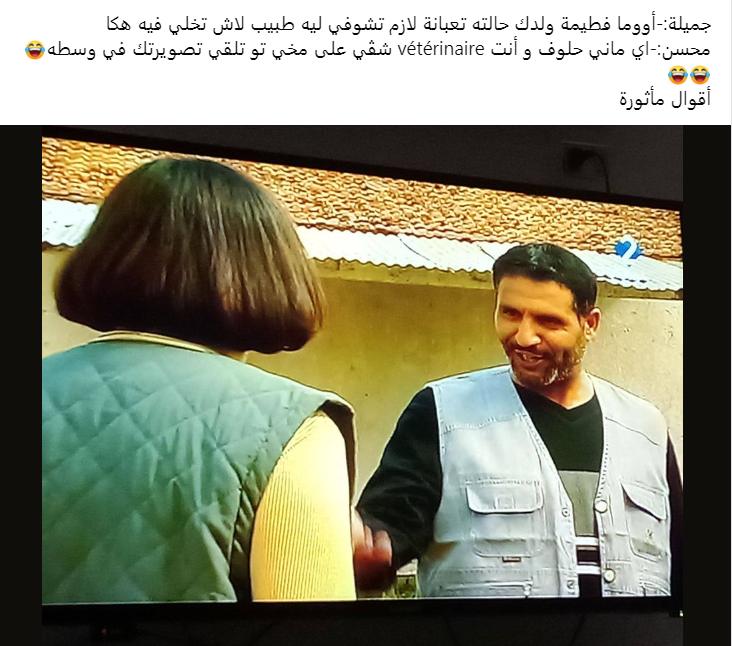 جميلة:-أووما فطيمة ولدك حالته تعبانة لازم تشوفي ليه طبيب لاش تخلي فيه هكا
محسن:-اي ماني حلوف و أنت vétérinaire شڨي على مخي تو تلقي تصويرتك في وسطه😂
😂😂
أقوال مأثورة
2